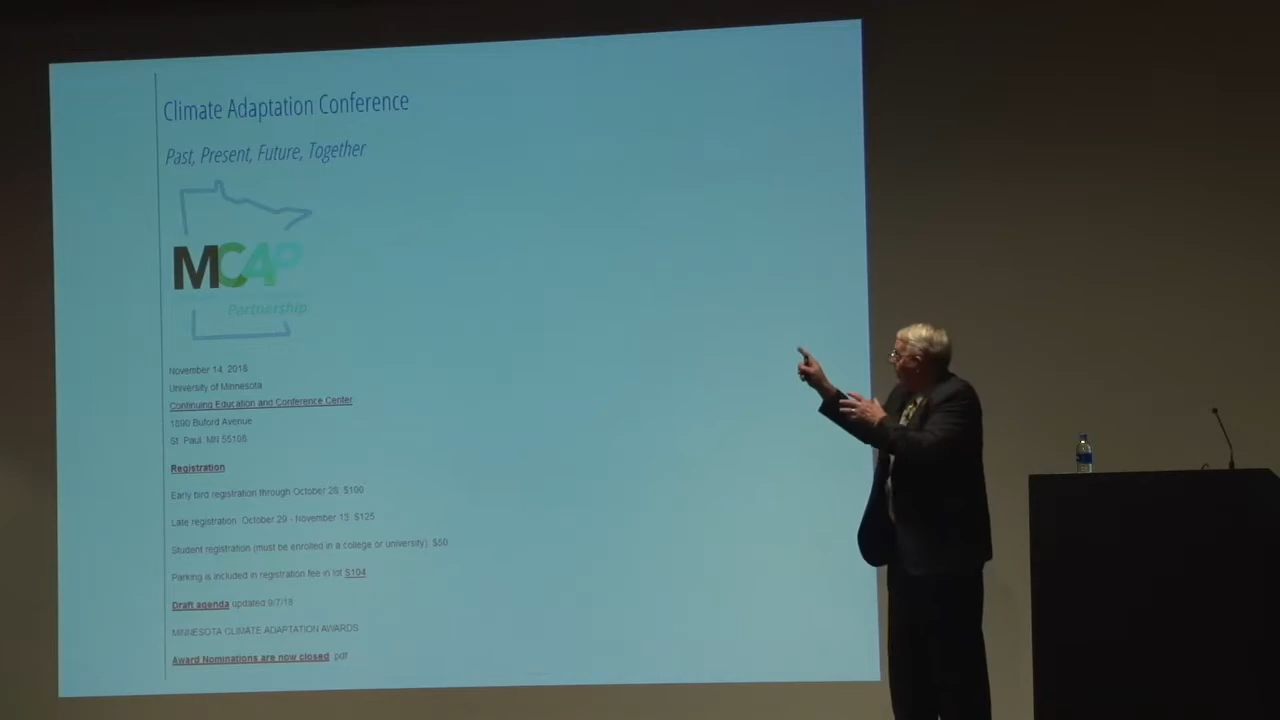 Climate Adaptation Conference
Past, Present, Future, Together
MCAP
Partnership
November 14, 2018
University of Minnesota
Continuing Education and Conference Center
1890 Buford Avenue
St. Paul, MN 55108
Registration
Early bird registration through October 28: $100
Late registration: October 29 - November 13: $125
Student registration (must be enrolled in a college or university): $50
Parking is included in registration fee in lot S104
Draft agenda updated 9/7/18
MINNESOTA CLIMATE ADAPTATION AWARDS
Award Nominations are now closed .pdf